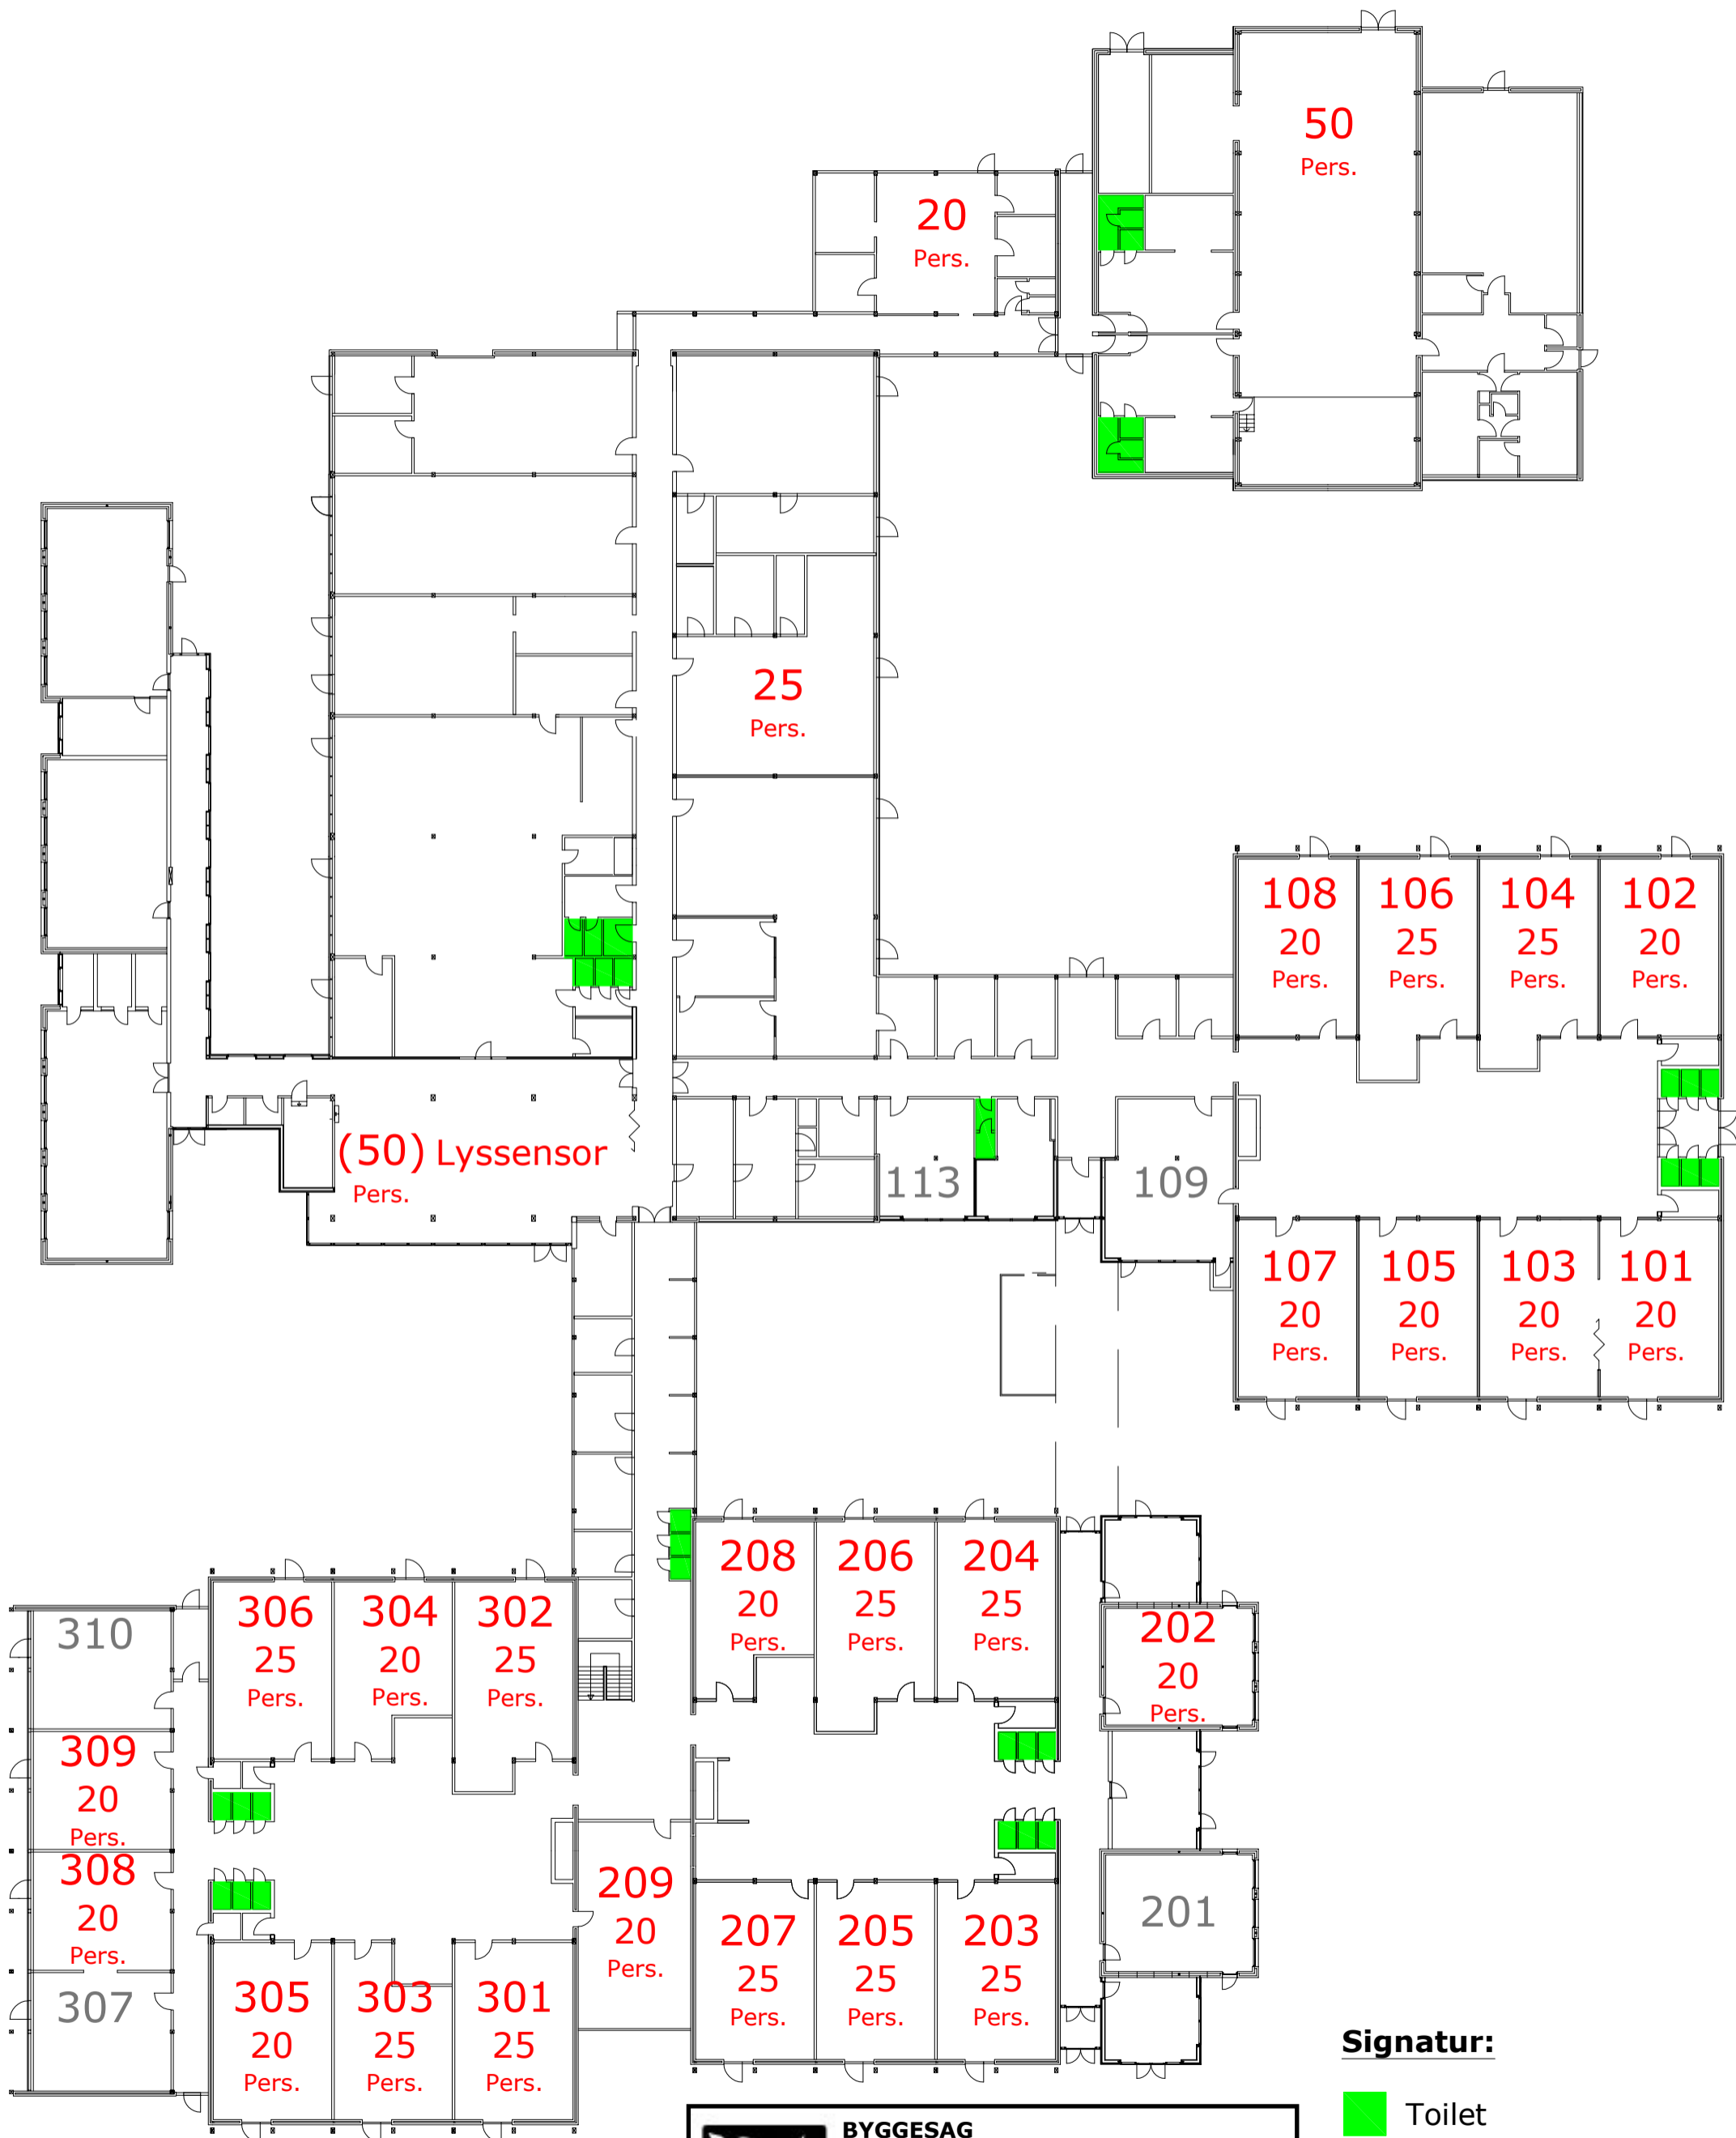 50
Pers.
20
Pers.
25
Pers.
108
20
Pers.
106
25
Pers.
104
25
Pers.
102
20
Pers.
(50) Lyssensor
Pers.
113
109
107
20
Pers.
105
20
Pers.
103
20
Pers.
101
20
Pers.
208
20
Pers.
206
25
Pers.
204
25
Pers.
202
20
Pers.
310
306
25
Pers.
304
20
Pers.
302
25
Pers.
309
20
Pers.
308
20
Pers.
307
305
20
Pers.
303
25
Pers.
301
25
Pers.
209
20
Pers.
207
25
Pers.
205
25
Pers.
203
25
Pers.
201
Signatur:
Toilet
BYGGESAG